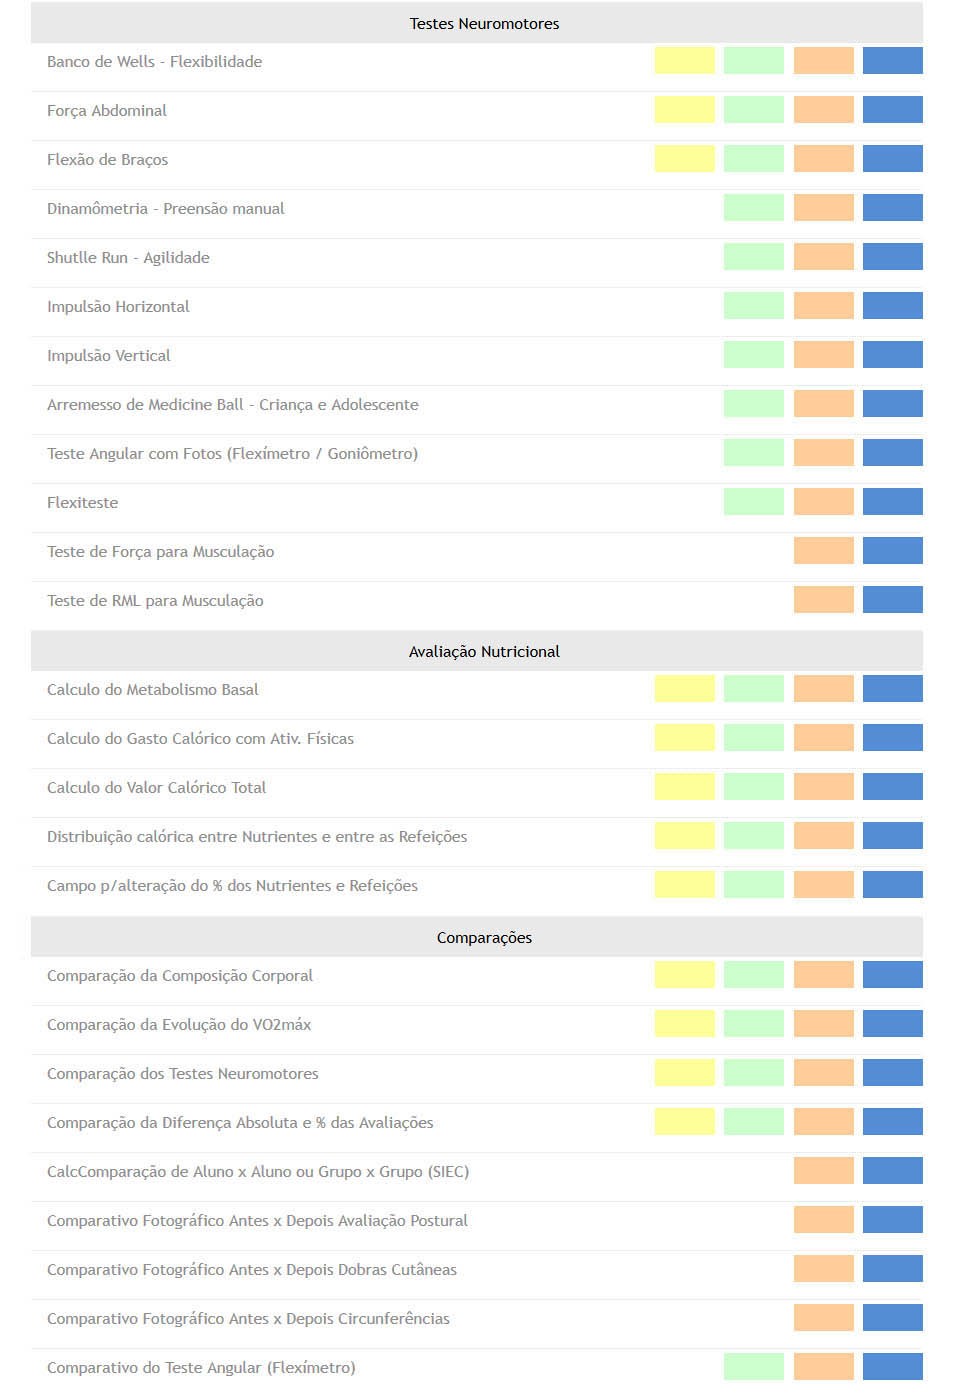 Testes Neuromotores
Banco de Wells - Flexibilidade
Força Abdominal
Flexão de Braços
Dinamômetria - Preensão manual
Shutlle Run - Agilidade
Impulsão Horizontal
Impulsão Vertical
Arremesso de Medicine Ball - Criança e Adolescente
Teste Angular com Fotos (Flexímetro / Goniômetro)
Flexiteste
Teste de Força para Musculação
Teste de RML para Musculação
Avaliação Nutricional
Calculo do Metabolismo Basal
Calculo do Gasto Calórico com Ativ. Físicas
Calculo do Valor Calórico Total
Distribuição calórica entre Nutrientes e entre as Refeições
Campo p/alteração do % dos Nutrientes e Refeições
Comparações
Comparação da Composição Corporal
Comparação da Evolução do VO2máx
Comparação dos Testes Neuromotores
Comparação da Diferença Absoluta e % das Avaliações
CalcComparação de Aluno x Aluno ou Grupo x Grupo (SIEC)
Comparativo Fotográfico Antes x Depois Avaliação Postural
Comparativo Fotográfico Antes x Depois Dobras Cutâneas
Comparativo Fotográfico Antes x Depois Circunferências
Comparativo do Teste Angular (Flexímetro)